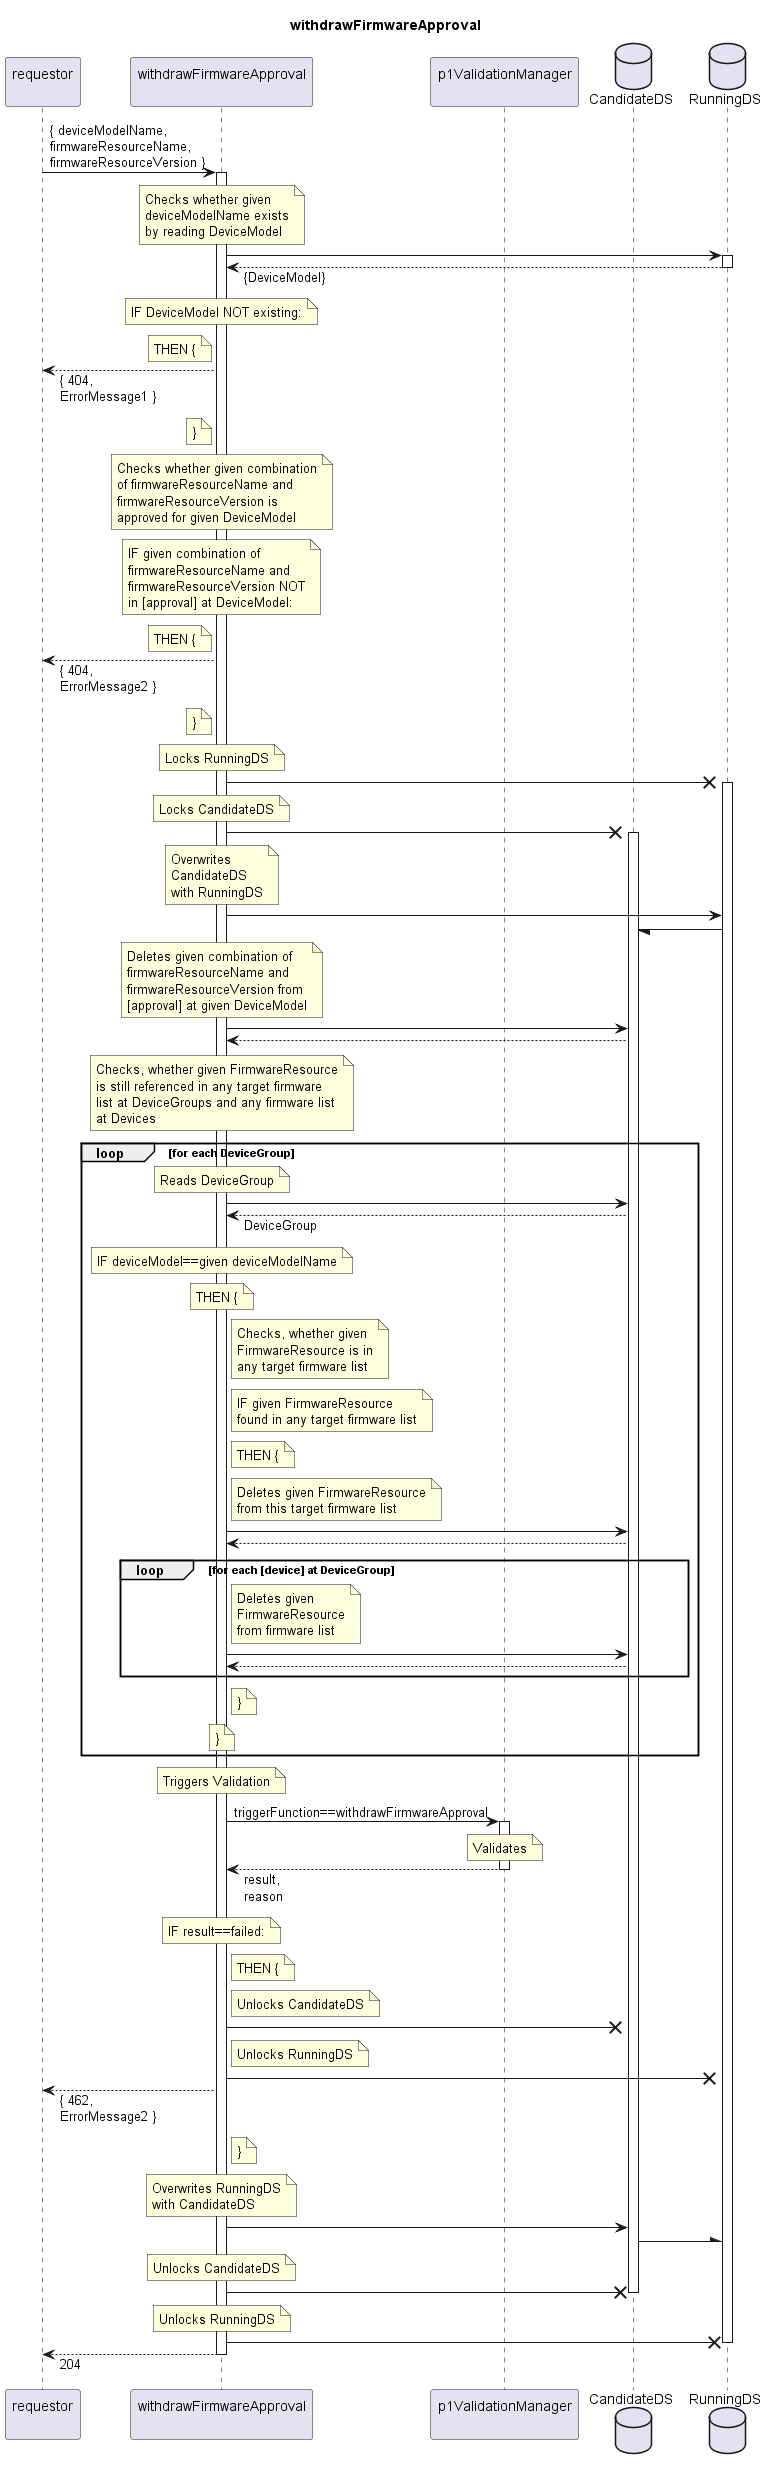 withdrawFirmwareApproval
requestor
withdrawFirmwareApproval
p1ValidationManager
CandidateDS
RunningDS
{ deviceModelName,
firmwareResourceName,
firmwareResourceVersion }
Checks whether given
deviceModelName exists
by reading DeviceModel
{DeviceModel}
IF DeviceModel NOT existing:
THEN {
{ 404,
ErrorMessage1 }
}
Checks whether given combination
of firmwareResourceName and
firmwareResourceVersion is
approved for given DeviceModel
IF given combination of
firmwareResourceName and
firmwareResourceVersion NOT
in [approval] at DeviceModel:
THEN {
{ 404,
ErrorMessage2 }
}
Locks RunningDS
Locks CandidateDS
Overwrites
CandidateDS
with RunningDS
Deletes given combination of
firmwareResourceName and
firmwareResourceVersion from
[approval] at given DeviceModel
Checks, whether given FirmwareResource
is still referenced in any target firmware
list at DeviceGroups and any firmware list
at Devices
loop [for each DeviceGroup]
Reads DeviceGroup
DeviceGroup
IF deviceModel==given deviceModelName
THEN {
Checks, whether given
FirmwareResource is in
any target firmware list
IF given FirmwareResource
found in any target firmware list
THEN {
Deletes given FirmwareResource
from this target firmware list
loop [for each [device] at DeviceGroup]
Deletes given
FirmwareResource
from firmware list
}
}
Triggers Validation
triggerFunction==withdrawFirmwareApproval
Validates
result,
reason
IF result==failed:
THEN {
Unlocks CandidateDS
Unlocks RunningDS
{ 462,
ErrorMessage2 }
}
Overwrites RunningDS
with CandidateDS
Unlocks CandidateDS
Unlocks RunningDS
204
requestor
withdrawFirmwareApproval
p1ValidationManager
CandidateDS
RunningDS